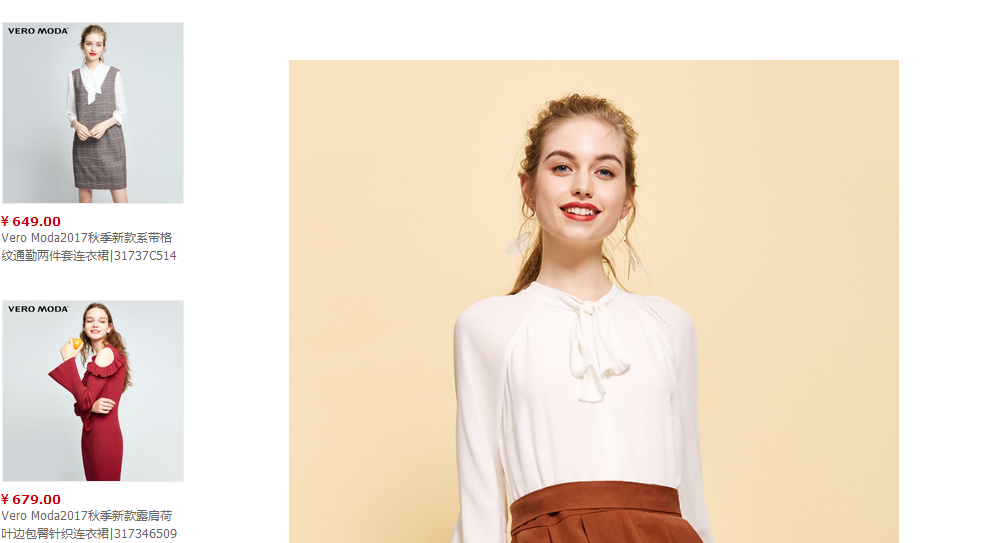 VERO MODA
¥ 649.00
Vero Moda2017秋季新款系带格
纹通勤两件套连衣裙|31737C514
VERO MODA
¥ 679.00
Vero Moda2017秋季新款露肩荷
叶边包臀针织连衣裙|317346509